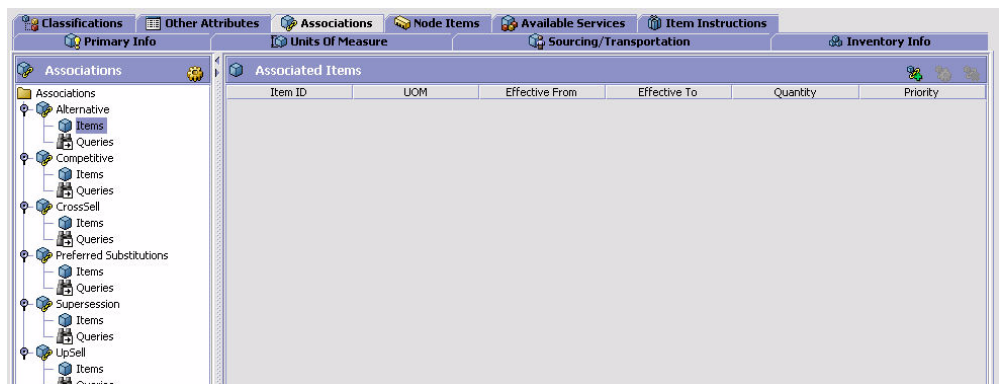 Classifications Other Attributes Associations Node Items Available Services Item Instructions
Primary Info Units Of Measure Sourcing/Transportation Inventory Info
Associations
Associated Items
Item ID UOM Effective From Effective To Quantity Priority
Associations
Alternative
Items
Queries
Competitive
Items
Queries
CrossSell
Items
Queries
Preferred Substitutions
Items
Queries
Supersession
Items
Queries
UpSell
Items
Queries